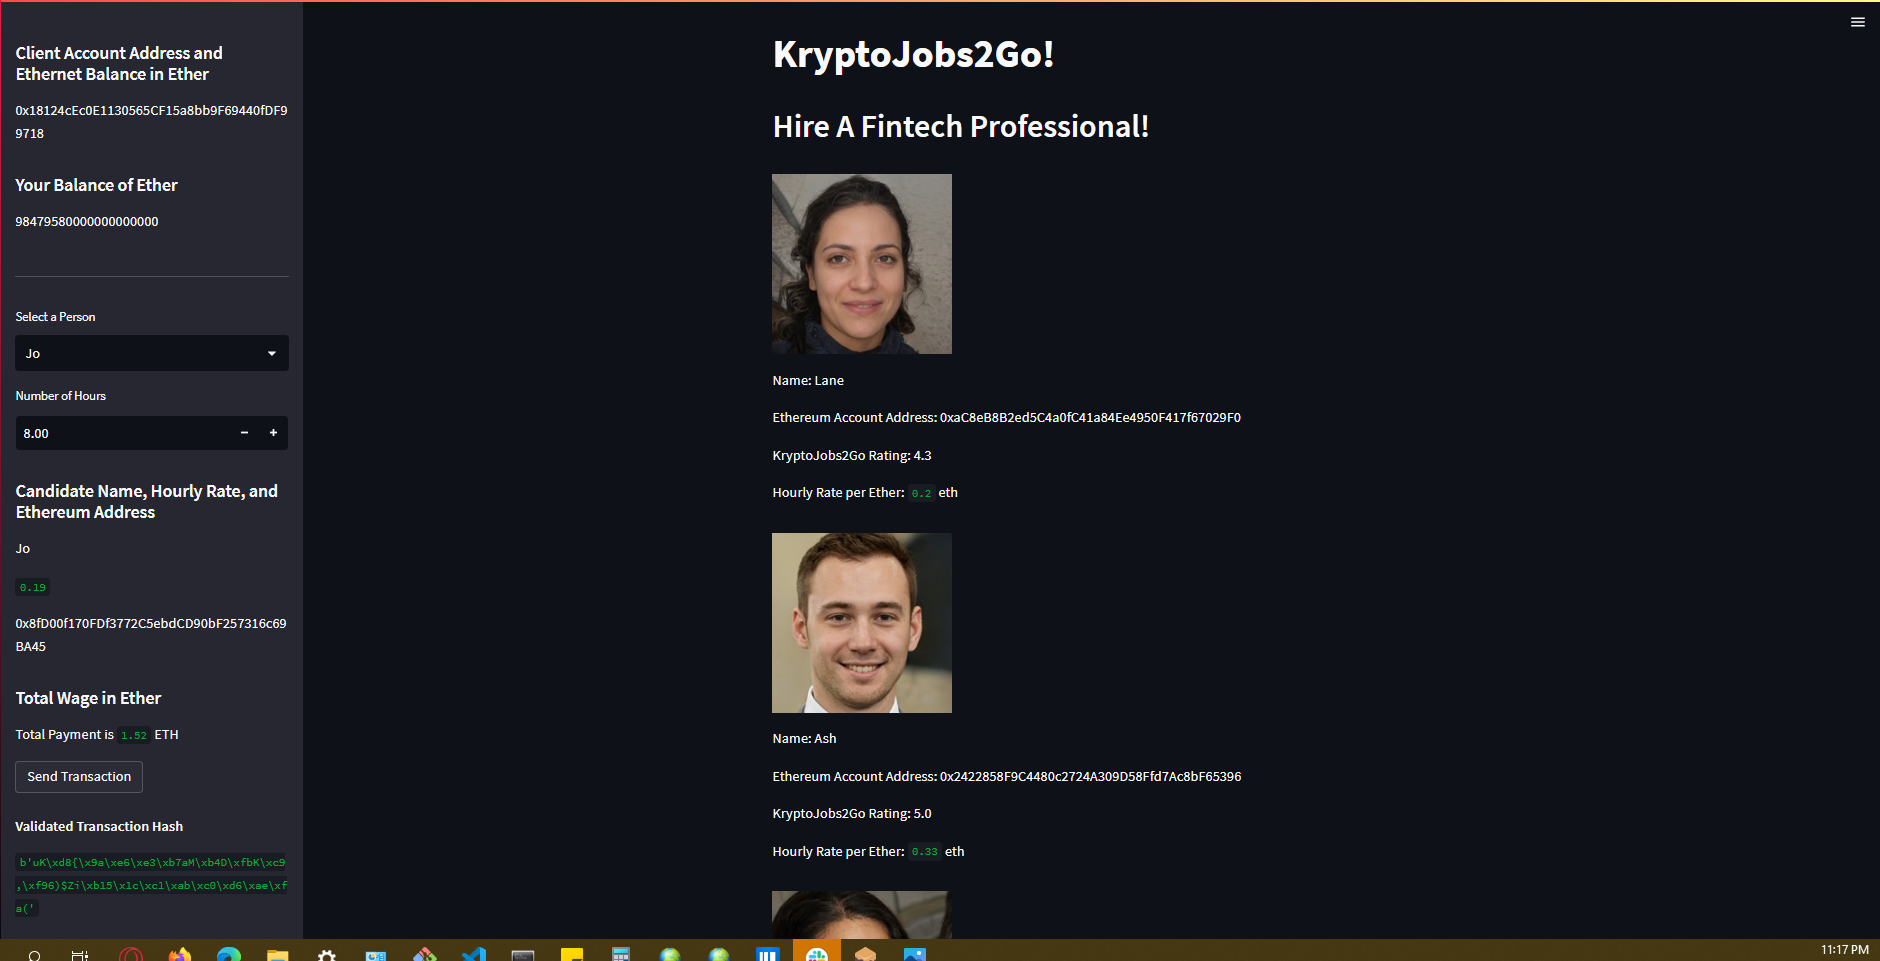 Client Account Address and
Ethernet Balance in Ether
0x18124cEc0E1130565CF15a8bb9F69440fDF9
9718
Your Balance of Ether
98479580000000000000
Select a Person
Jo
Number of Hours
8.00
Candidate Name, Hourly Rate, and
Ethereum Address
Jo
0.19
0x8fD00f170FDf3772C5ebdCD90bF257316c69
BA45
Total Wage in Ether
Total Payment is 1.52 ETH
Send Transaction
Validated Transaction Hash
b'uK\xd8{\x9a\xe6\xe3\xb7aM\xb4D\xfbK\xc9
,\xf96)$Zi\xb15\x1c\xc1\xab\xc0\xd6\xae\xf
a('
KryptoJobs2Go!
Hire A Fintech Professional!
Name: Lane
Ethereum Account Address: 0xaC8eB8B2ed5C4a0fC41a84Ee4950F417f67029F0
KryptoJobs2Go Rating: 4.3
Hourly Rate per Ether: 0.2 eth
Name: Ash
Ethereum Account Address: 0x2422858F9C4480c2724A309D58Ffd7Ac8bF65396
KryptoJobs2Go Rating: 5.0
Hourly Rate per Ether: 0.33 eth
11:17 PM